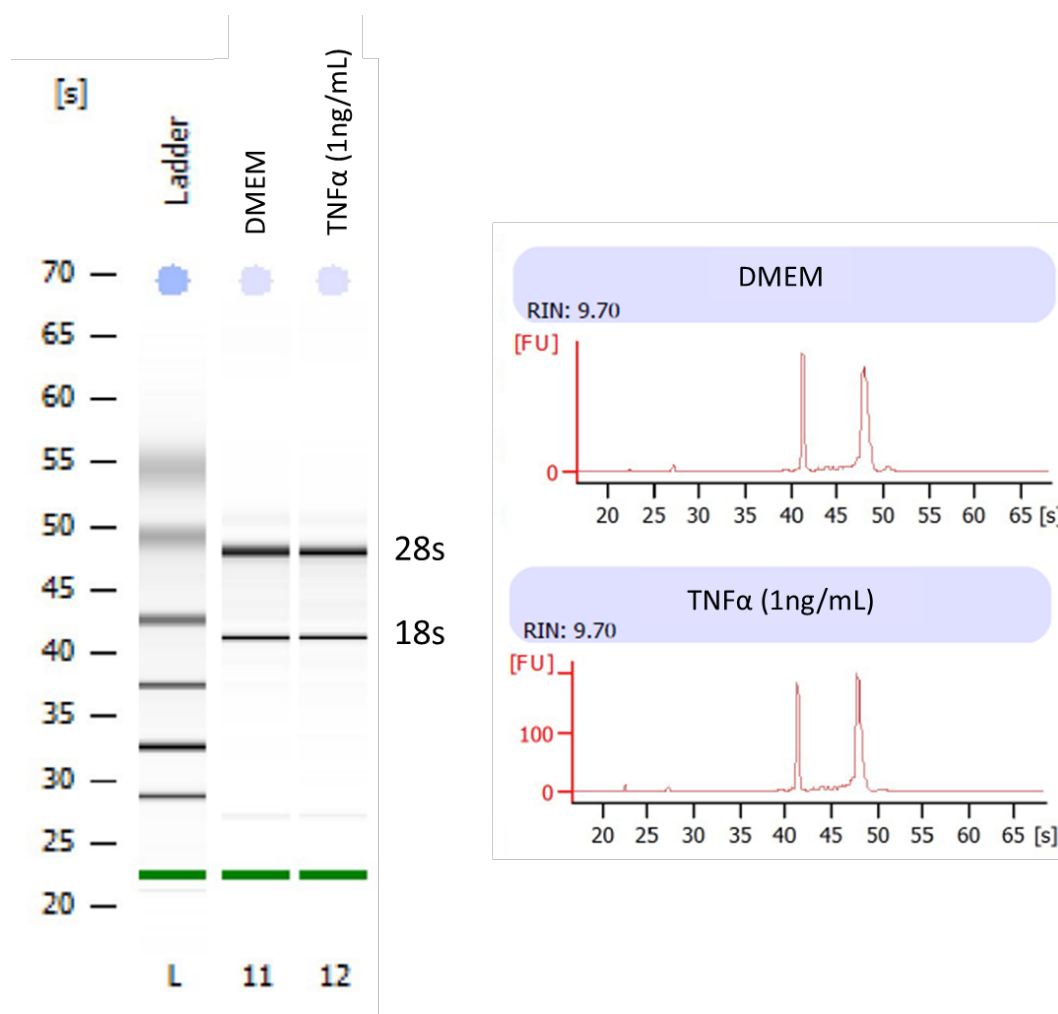 [s]
Ladder
DMEM
TNFα (1ng/mL)
70
65
60
55
50
45
40
35
30
25
20
28s
18s
L 11 12
DMEM
RIN: 9.70
[FU]
0
20 25 30 35 40 45 50 55 60 65 [s]
TNFα (1ng/mL)
RIN: 9.70
[FU]
100
0
20 25 30 35 40 45 50 55 60 65 [s]